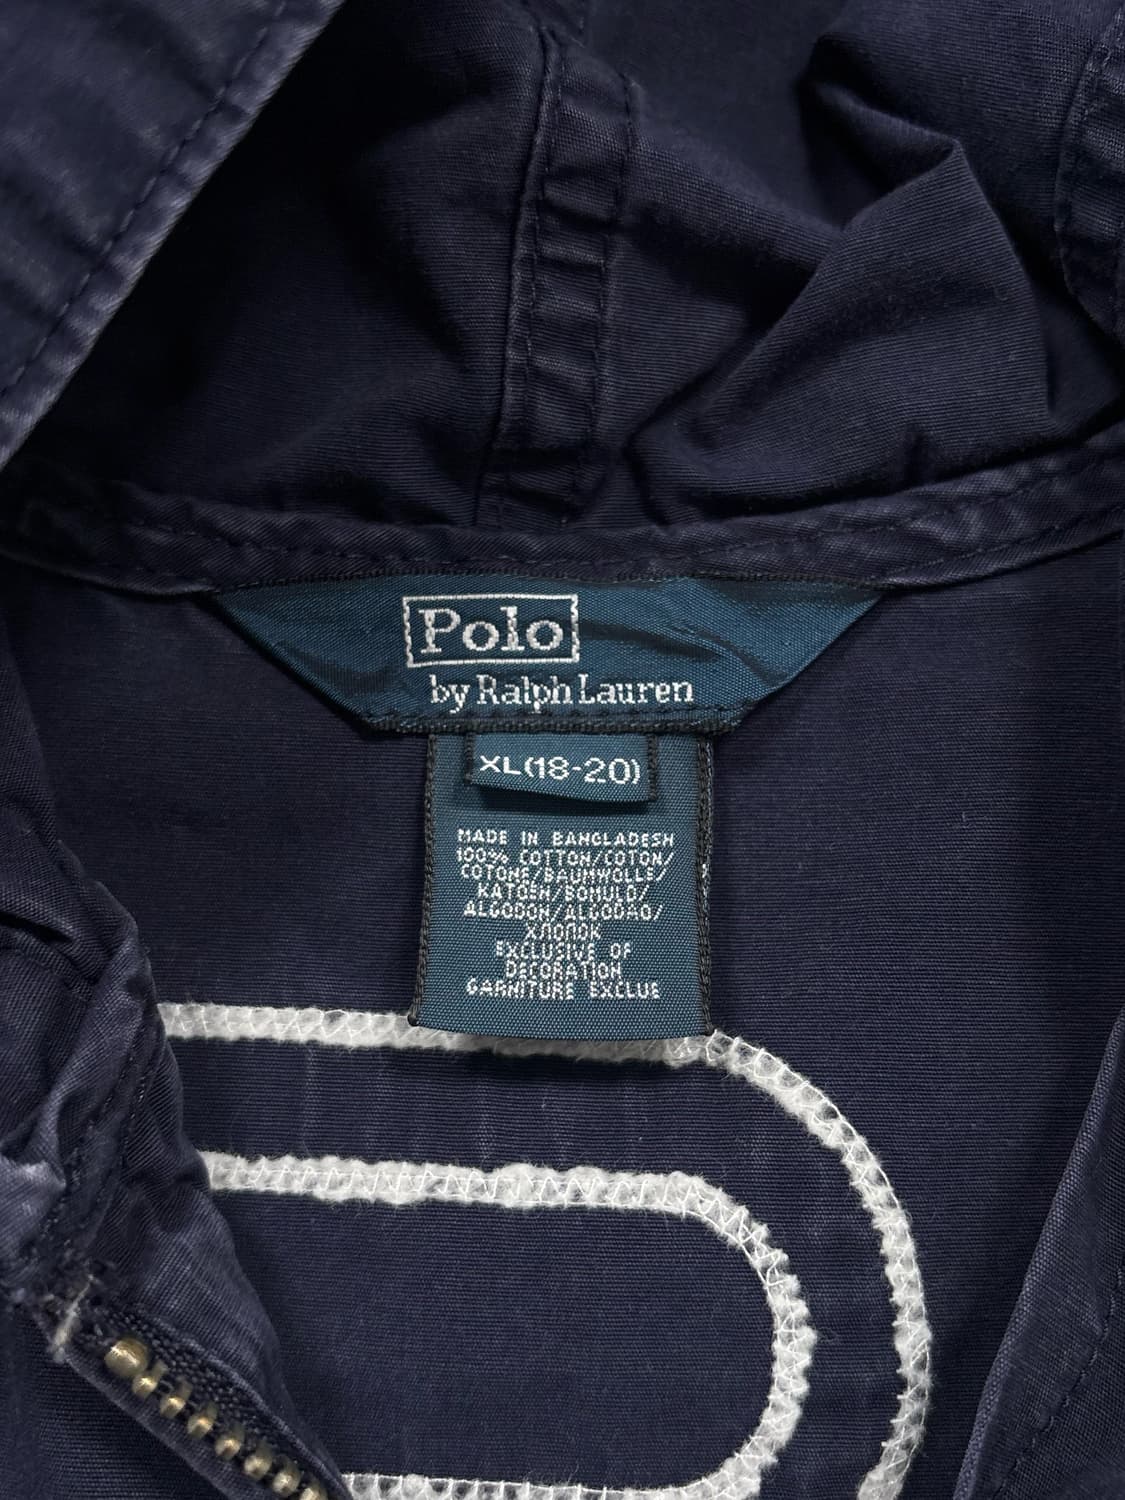 Polo
by Ralph Lauren
XL(18-20)
MADE IN BANGLADESH
100% COTTON/COTON/
COTONE/BAUMWOLLE/
KATOEN/BOMULD/
ALGODON/ALGODAO/
ХЛОПОК
EXCLUSIVE OF
DECORATION
GARNITURE EXCLUE